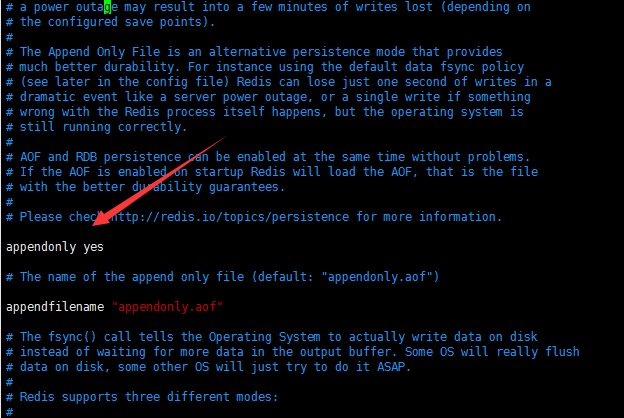 # a power outage may result into a few minutes of writes lost (depending on
# the configured save points).
#
# The Append Only File is an alternative persistence mode that provides
# much better durability. For instance using the default data fsync policy
# (see later in the config file) Redis can lose just one second of writes in a
# dramatic event like a server power outage, or a single write if something
# wrong with the Redis process itself happens, but the operating system is
# still running correctly.
#
# AOF and RDB persistence can be enabled at the same time without problems.
# If the AOF is enabled on startup Redis will load the AOF, that is the file
# with the better durability guarantees.
#
# Please check http://redis.io/topics/persistence for more information.
appendonly yes
# The name of the append only file (default: "appendonly.aof")
appendfilename "appendonly.aof"
# The fsync() call tells the Operating System to actually write data on disk
# instead of waiting for more data in the output buffer. Some OS will really flush
# data on disk, some other OS will just try to do it ASAP.
#
# Redis supports three different modes:
#